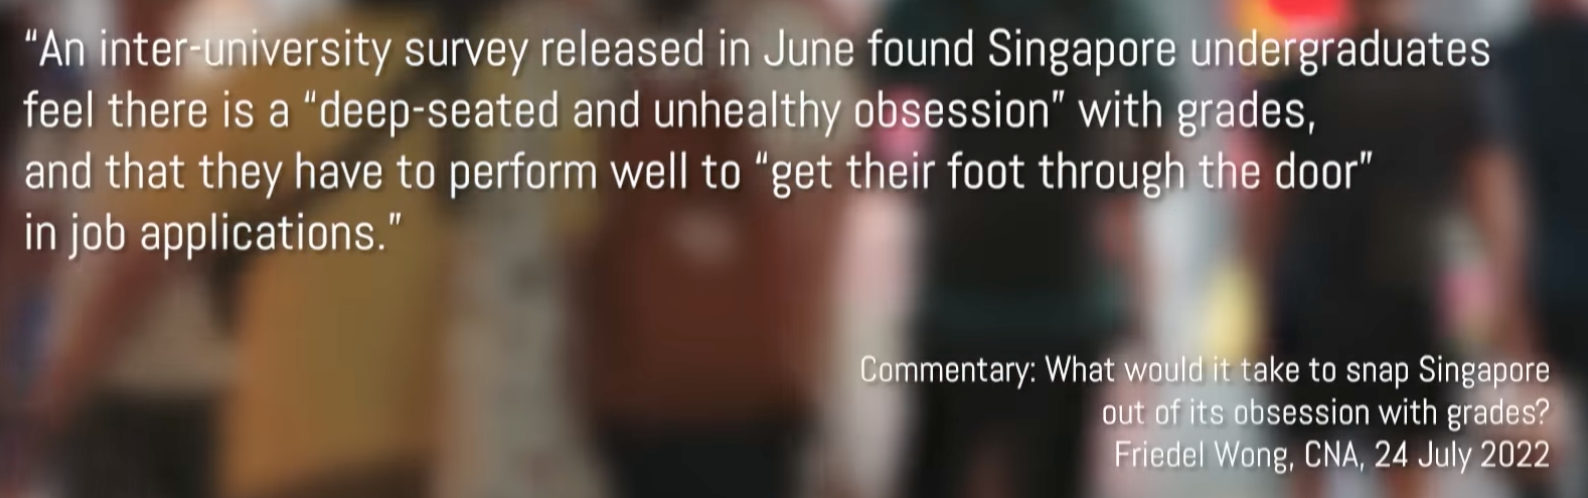 “An inter-university survey released in June found Singapore undergraduates
feel there is a “deep-seated and unhealthy obsession” with grades,
and that they have to perform well to “get their foot through the door”
in job applications.”
Commentary: What would it take to snap Singapore
out of its obsession with grades?
Friedel Wong, CNA, 24 July 2022